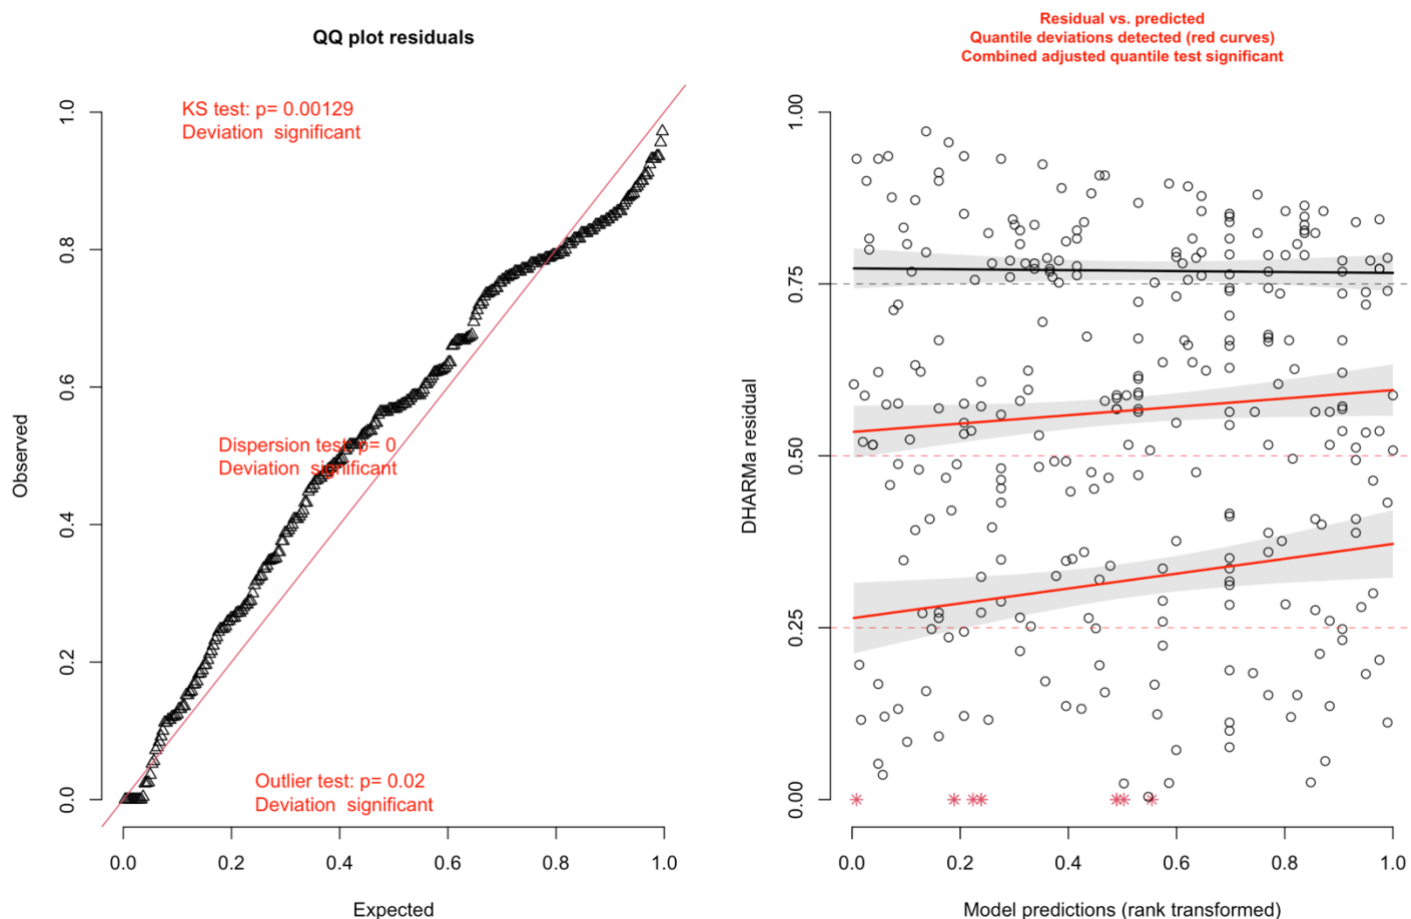 QQ plot residuals
KS test: p= 0.00129
Deviation  significant
Dispersion test: p= 0
Deviation  significant
Outlier test: p= 0.02
Deviation  significant
Observed
0.0
0.2
0.4
0.6
0.8
1.0
0.0
0.2
0.4
0.6
0.8
1.0
Expected
Residual vs. predicted
Quantile deviations detected (red curves)
Combined adjusted quantile test significant
DHARMa residual
0.00
0.25
0.50
0.75
1.00
0.0
0.2
0.4
0.6
0.8
1.0
Model predictions (rank transformed)